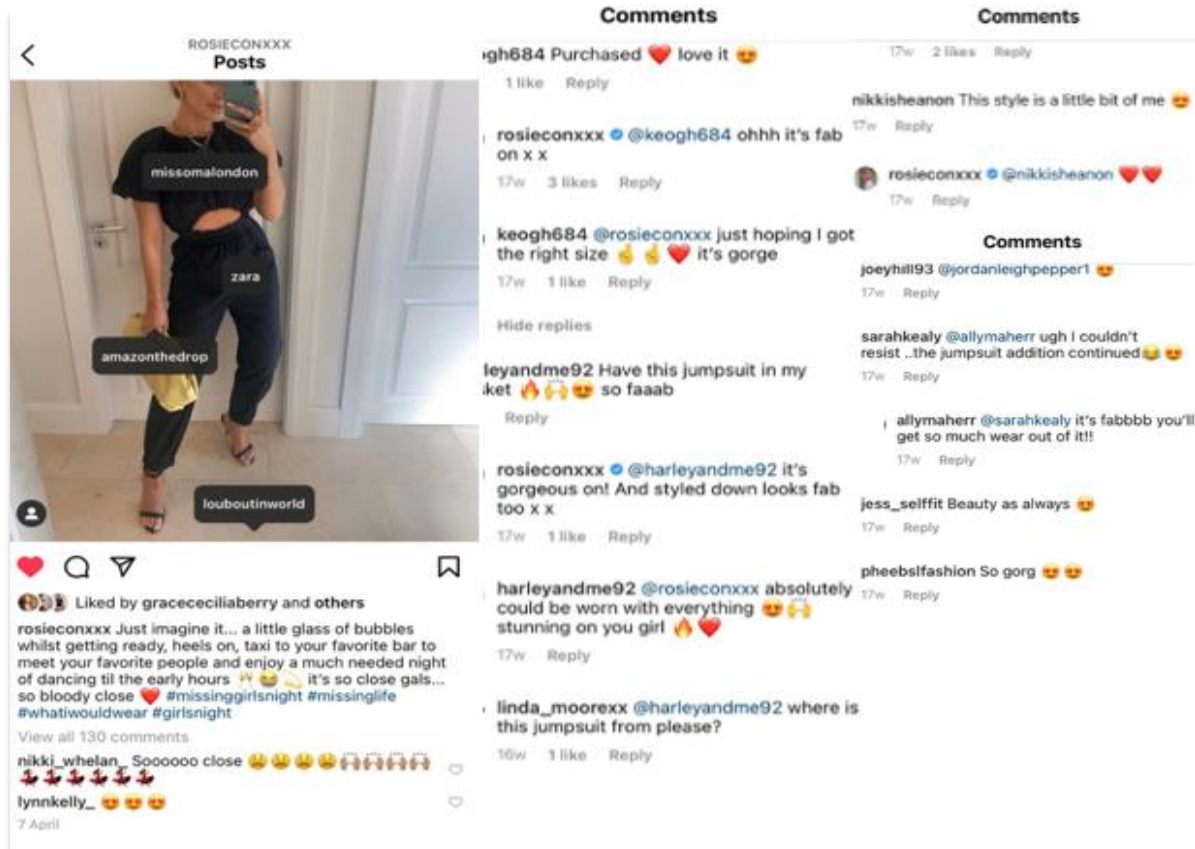 ROSIECONXXX
Posts
missomalondon
zara
amazonthedrop
louboutinworld
Liked by gracececiliaberry and others
rosieconxxx Just imagine it... a little glass of bubbles
whilst getting ready, heels on, taxi to your favorite bar to
meet your favorite people and enjoy a much needed night
of dancing til the early hours 🥂😂💫 it's so close gals...
so bloody close ❤️ #missinggirlsnight #missinglife
#whatiwouldwear #girlsnight
View all 130 comments
nikki_whelan_ Soooooo close 😩😩😩😩🙌🏽🙌🏽🙌🏽🙌🏽
💃💃💃💃💃💃
lynnkelly_ 😍😍😍
7 April
Comments
ogh684 Purchased ❤️ love it 😍
1 like Reply
rosieconxxx @keogh684 ohhh it's fab
on x x
17w 3 likes Reply
keogh684 @rosieconxxx just hoping I got
the right size 🤞🤞❤️ it's gorge
17w 1 like Reply
Hide replies
leyandme92 Have this jumpsuit in my
sket 🔥🙌😍 so faaab
Reply
rosieconxxx @harleyandme92 it's
gorgeous on! And styled down looks fab
too x x
17w 1 like Reply
harleyandme92 @rosieconxxx absolutely
could be worn with everything 😍🙌
stunning on you girl 🔥❤️
17w Reply
linda_moorexx @harleyandme92 where is
this jumpsuit from please?
16w 1 like Reply
Comments
17w 2 likes Reply
nikkisheanon This style is a little bit of me 😍
17w Reply
rosieconxxx @nikkisheanon ❤️❤️
17w Reply
Comments
joeyhill93 @jordanleighpepper1 😍
17w Reply
sarahkealy @allymaherr ugh I couldn't
resist ..the jumpsuit addition continued😂😍
17w Reply
allymaherr @sarahkealy it's fabbbb you'll
get so much wear out of it!!
17w Reply
jess_selffit Beauty as always 😍
17w Reply
pheebslfashion So gorg 😍😍
17w Reply